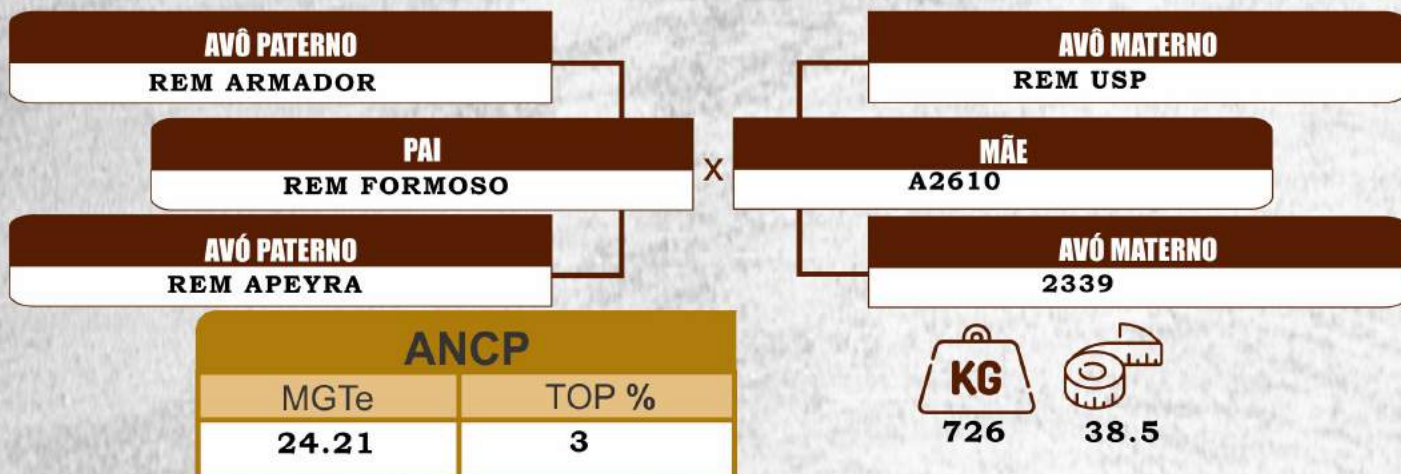 AVÔ PATERNO
REM ARMADOR
AVÔ MATERNO
REM USP
PAI
REM FORMOSO
X
MÃE
A2610
AVÓ PATERNO
REM APEYRA
AVÓ MATERNO
2339
ANCP
MGTe TOP %
24.21 3
KG
726 38.5